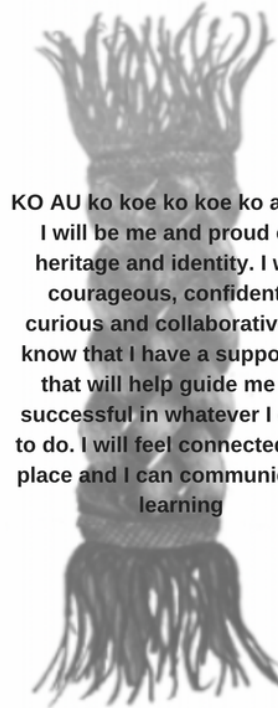 KO AU ko koe ko koe ko a
I will be me and proud
heritage and identity. I
courageous, confident
curious and collaborativ
know that I have a suppo
that will help guide me
successful in whatever I
to do. I will feel connected
place and I can communi
learning